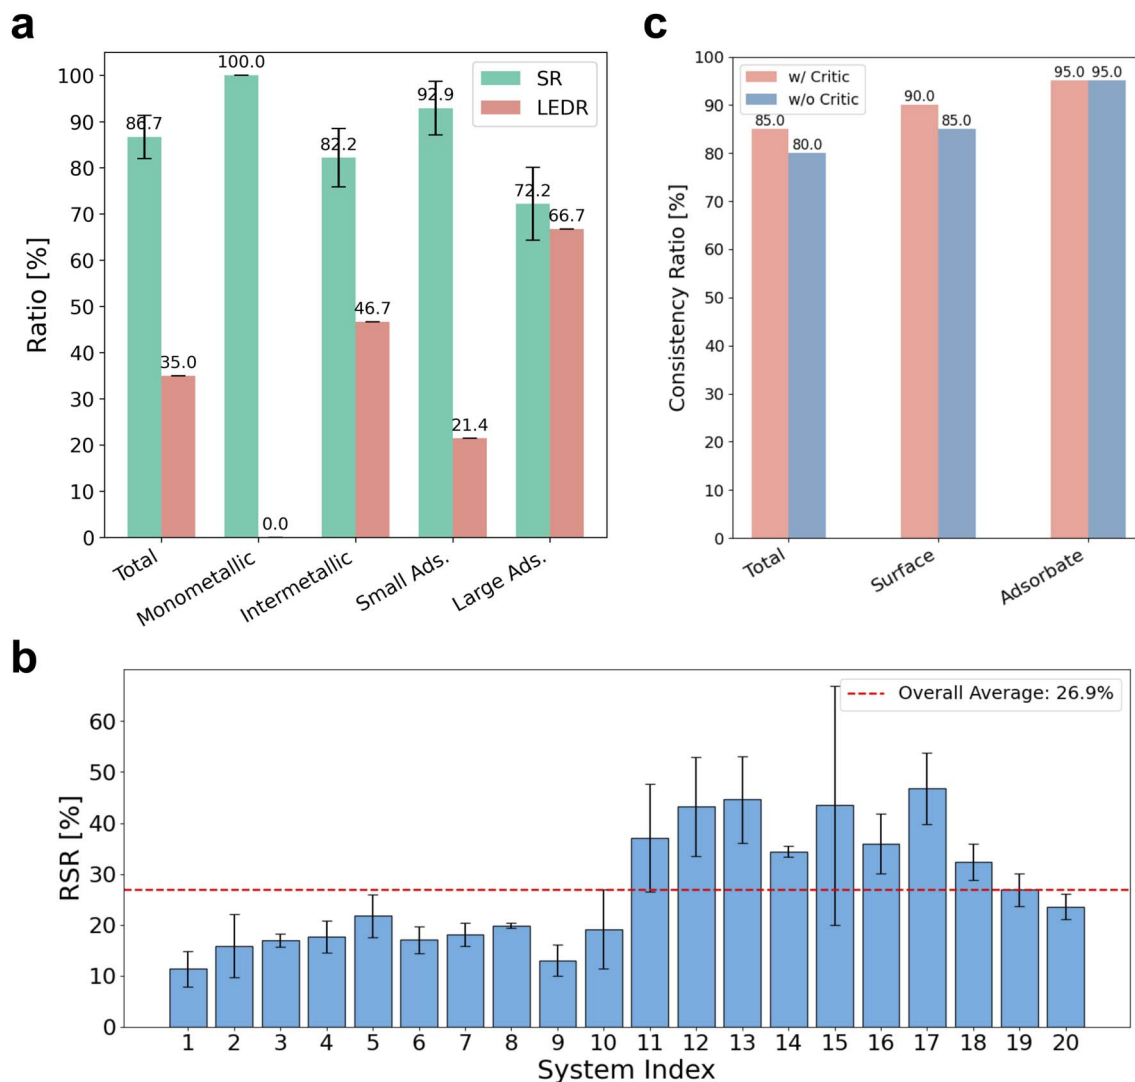 a
Ratio [%]
100
90
80
70
60
50
40
30
20
10
0
SR
LEDR
86.7
35.0
100.0
0.0
82.2
46.7
92.9
21.4
72.2
66.7
Total
Monometallic
Intermetallic
Small Ads.
Large Ads.
c
Consistency Ratio [%]
100
90
80
70
60
50
40
30
20
10
0
w/ Critic
w/o Critic
85.0
80.0
90.0
85.0
95.0
95.0
Total
Surface
Adsorbate
b
RSR [%]
60
50
40
30
20
10
0
Overall Average: 26.9%
1 2 3 4 5 6 7 8 9 10 11 12 13 14 15 16 17 18 19 20
System Index